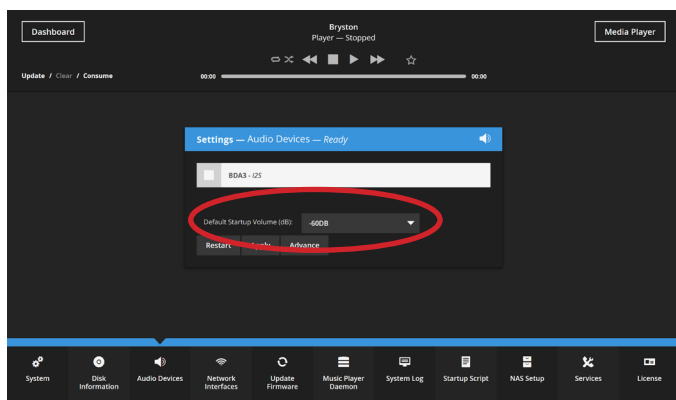 Dashboard
Bryston
Player — Stopped
Media Player
Update / Clear / Consume
00:00
00:00
Settings — Audio Devices — Ready
BDA3 - I2S
Default Startup Volume (dB):
-60DB
Restart
Apply
Advance
System
Disk
Information
Audio Devices
Network
Interfaces
Update
Firmware
Music Player
Daemon
System Log
Startup Script
NAS Setup
Services
License